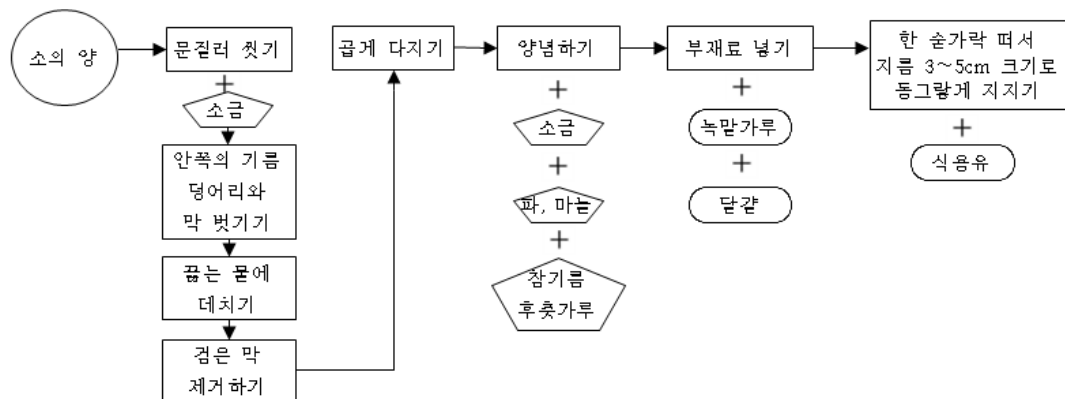 소의 양
문질러 씻기
+
소금
안쪽의 기름
덩어리와
막 벗기기
끓는 물에
데치기
검은 막
제거하기
곱게 다지기
양념하기
+
소금
+
파, 마늘
+
참기름
후춧가루
부재료 넣기
+
녹말가루
+
달걀
한 숟가락 떠서
지름 3~5cm 크기로
동그랗게 지지기
+
식용유